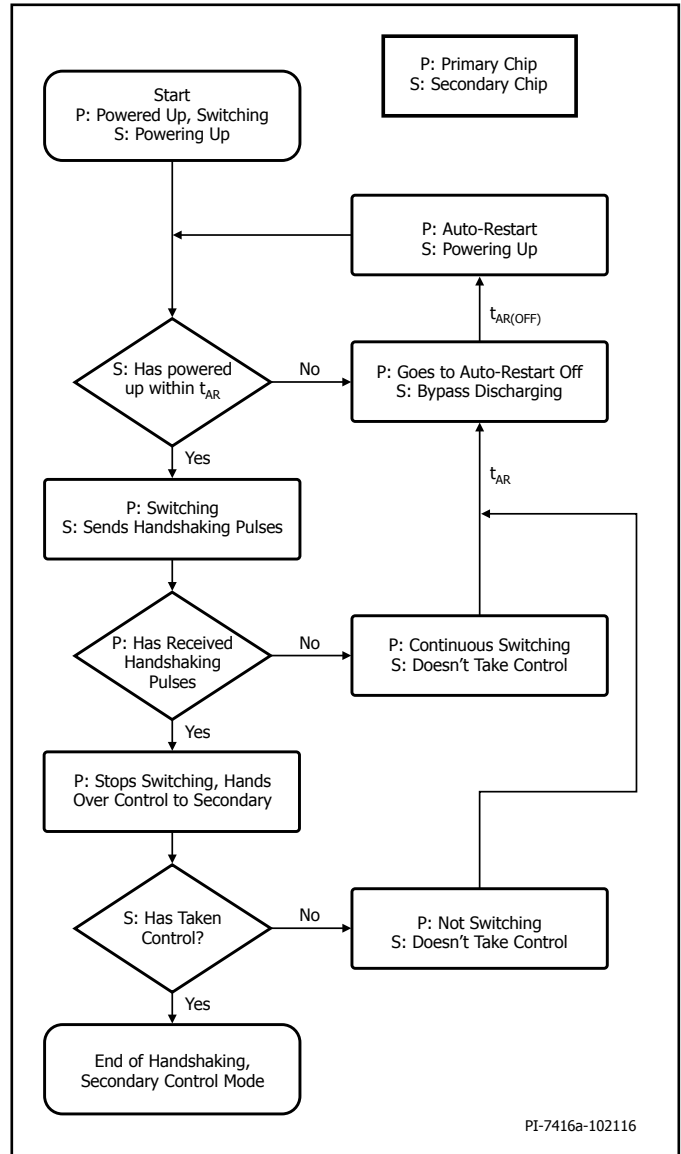 P: Primary Chip
S: Secondary Chip
Start
P: Powered Up, Switching
S: Powering Up
P: Auto-Restart
S: Powering Up
tAR(OFF)
S: Has powered
up within tAR
No
P: Goes to Auto-Restart Off
S: Bypass Discharging
Yes
tAR
P: Switching
S: Sends Handshaking Pulses
P: Has Received
Handshaking
Pulses
No
P: Continuous Switching
S: Doesn't Take Control
Yes
P: Stops Switching, Hands
Over Control to Secondary
S: Has Taken
Control?
No
P: Not Switching
S: Doesn't Take Control
Yes
End of Handshaking,
Secondary Control Mode
PI-7416a-102116